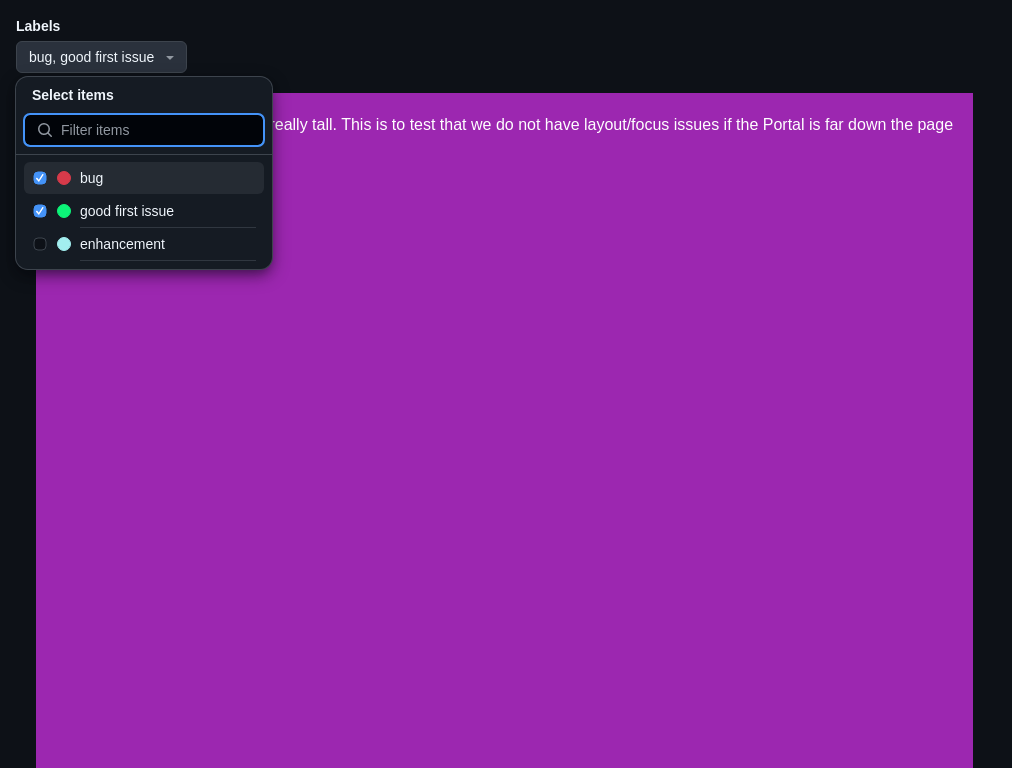 Labels
bug, good first issue
Select items
Filter items
really tall. This is to test that we do not have layout/focus issues if the Portal is far down the page
bug
good first issue
enhancement